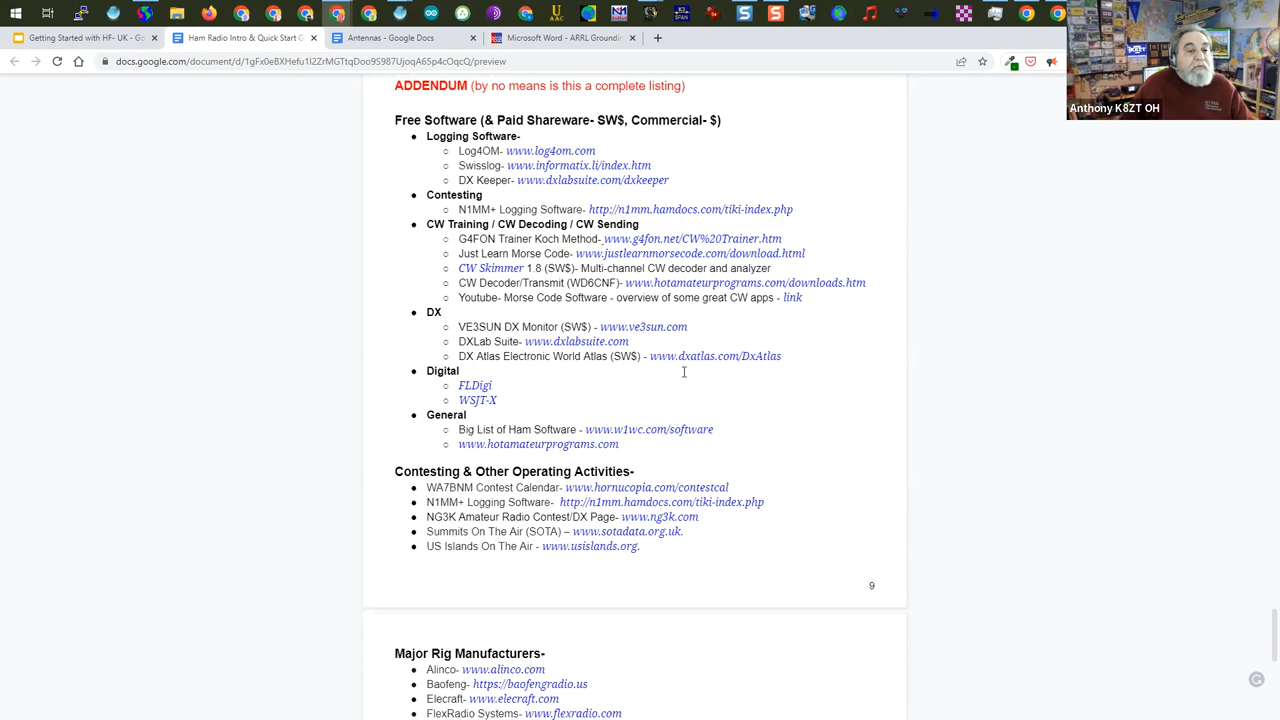 Getting Started with HF- UK - Go
Ham Radio Intro & Quick Start G
Antennas - Google Docs
Microsoft Word - ARRL Groundin
docs.google.com/document/d/1gFx0eBXHefu1I2ZrMGTtqDoo9S987UjoqA65p4cOqcQ/preview
Anthony K8ZT OH
ADDENDUM (by no means is this a complete listing)
Free Software (& Paid Shareware- SW$, Commercial- $)
● Logging Software-
○ Log4OM- www.log4om.com
○ Swisslog- www.informatix.li/index.htm
○ DX Keeper- www.dxlabsuite.com/dxkeeper
● Contesting
○ N1MM+ Logging Software- http://n1mm.hamdocs.com/tiki-index.php
● CW Training / CW Decoding / CW Sending
○ G4FON Trainer Koch Method- www.g4fon.net/CW%20Trainer.htm
○ Just Learn Morse Code- www.justlearnmorsecode.com/download.html
○ CW Skimmer 1.8 (SW$)- Multi-channel CW decoder and analyzer
○ CW Decoder/Transmit (WD6CNF)- www.hotamateurprograms.com/downloads.htm
○ Youtube- Morse Code Software - overview of some great CW apps - link
● DX
○ VE3SUN DX Monitor (SW$) - www.ve3sun.com
○ DXLab Suite- www.dxlabsuite.com
○ DX Atlas Electronic World Atlas (SW$) - www.dxatlas.com/DxAtlas
● Digital
○ FLDigi
○ WSJT-X
● General
○ Big List of Ham Software - www.w1wc.com/software
○ www.hotamateurprograms.com
Contesting & Other Operating Activities-
● WA7BNM Contest Calendar- www.hornucopia.com/contestcal
● N1MM+ Logging Software- http://n1mm.hamdocs.com/tiki-index.php
● NG3K Amateur Radio Contest/DX Page- www.ng3k.com
● Summits On The Air (SOTA) – www.sotadata.org.uk.
● US Islands On The Air - www.usislands.org.
9
Major Rig Manufacturers-
● Alinco- www.alinco.com
● Baofeng- https://baofengradio.us
● Elecraft- www.elecraft.com
● FlexRadio Systems- www.flexradio.com